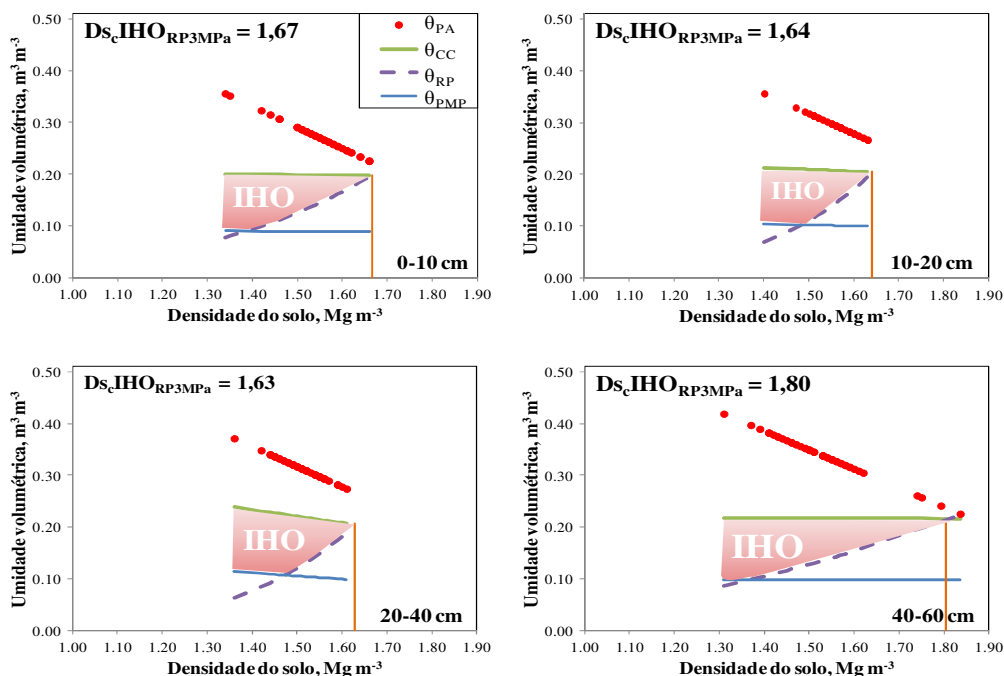 Ds_cIHO_RP3MPa = 1,67
θ_PA
θ_CC
θ_RP
θ_PMP
IHO
0-10 cm
Umidade volumétrica, m³ m⁻³
0.50
0.40
0.30
0.20
0.10
0.00
1.00 1.10 1.20 1.30 1.40 1.50 1.60 1.70 1.80 1.90
Densidade do solo, Mg m⁻³
Ds_cIHO_RP3MPa = 1,64
IHO
10-20 cm
Umidade volumétrica, m³ m⁻³
0.50
0.40
0.30
0.20
0.10
0.00
1.00 1.10 1.20 1.30 1.40 1.50 1.60 1.70 1.80 1.90
Densidade do solo, Mg m⁻³
Ds_cIHO_RP3MPa = 1,63
IHO
20-40 cm
Umidade volumétrica, m³ m⁻³
0.50
0.40
0.30
0.20
0.10
0.00
1.00 1.10 1.20 1.30 1.40 1.50 1.60 1.70 1.80 1.90
Densidade do solo, Mg m⁻³
Ds_cIHO_RP3MPa = 1,80
IHO
40-60 cm
Umidade volumétrica, m³ m⁻³
0.50
0.40
0.30
0.20
0.10
0.00
1.00 1.10 1.20 1.30 1.40 1.50 1.60 1.70 1.80 1.90
Densidade do solo, Mg m⁻³